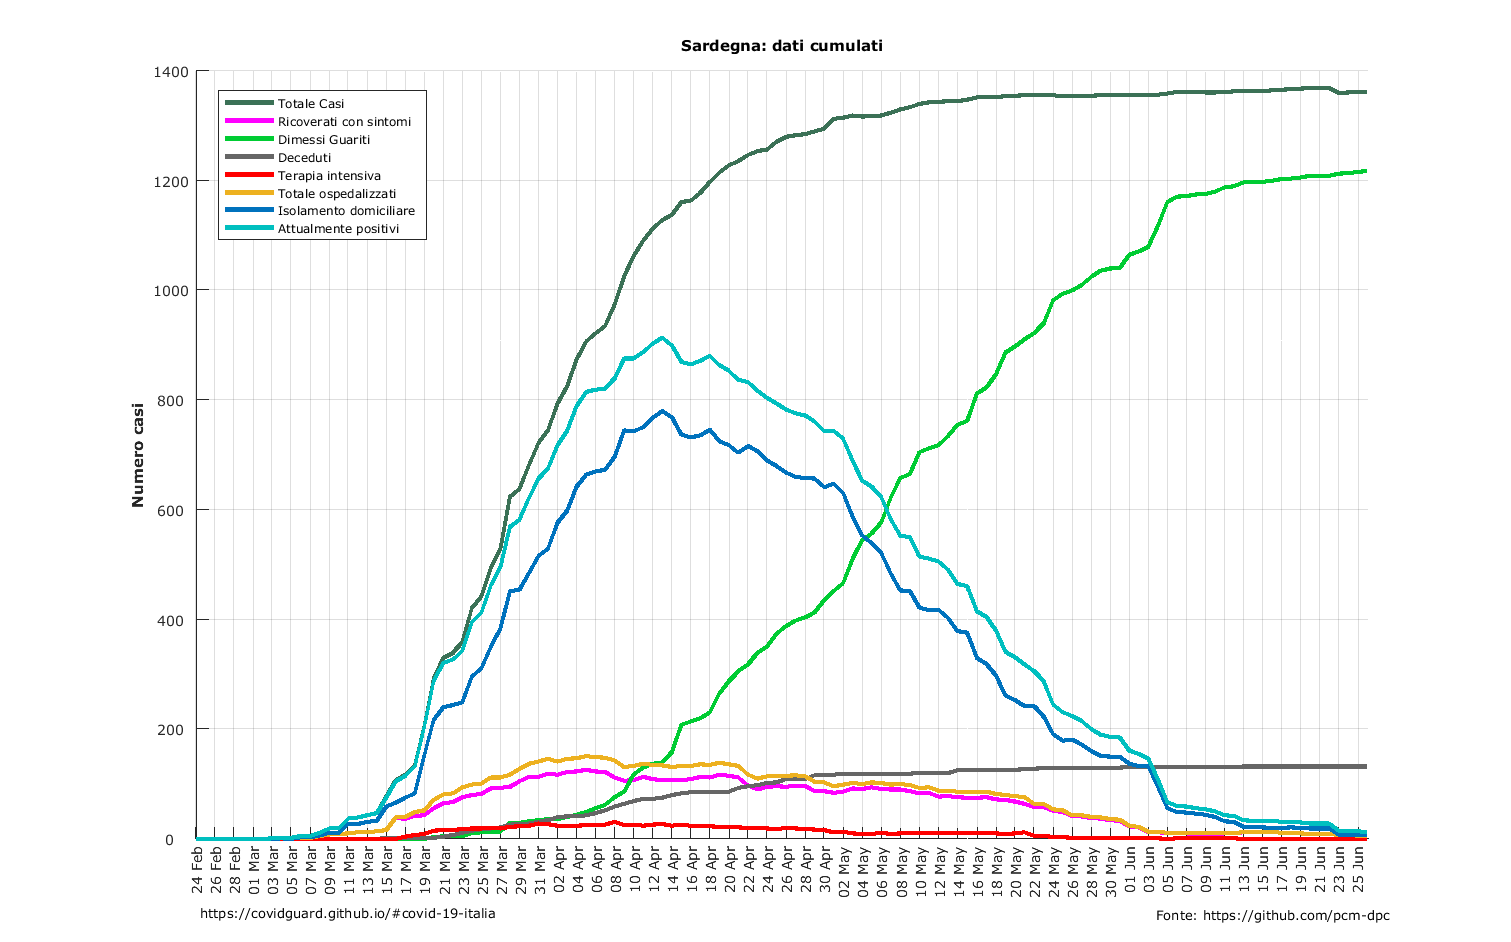 Sardegna: dati cumulati
1400
1200
1000
800
600
400
200
0
Numero casi
Totale Casi
Ricoverati con sintomi
Dimessi Guariti
Deceduti
Terapia intensiva
Totale ospedalizzati
Isolamento domiciliare
Attualmente positivi
24 Feb
26 Feb
28 Feb
01 Mar
03 Mar
05 Mar
07 Mar
09 Mar
11 Mar
13 Mar
15 Mar
17 Mar
19 Mar
21 Mar
23 Mar
25 Mar
27 Mar
29 Mar
31 Mar
02 Apr
04 Apr
06 Apr
08 Apr
10 Apr
12 Apr
14 Apr
16 Apr
18 Apr
20 Apr
22 Apr
24 Apr
26 Apr
28 Apr
30 Apr
02 May
04 May
06 May
08 May
10 May
12 May
14 May
16 May
18 May
20 May
22 May
24 May
26 May
28 May
30 May
01 Jun
03 Jun
05 Jun
07 Jun
09 Jun
11 Jun
13 Jun
15 Jun
17 Jun
19 Jun
21 Jun
23 Jun
25 Jun
https://covidguard.github.io/#covid-19-italia
Fonte: https://github.com/pcm-dpc